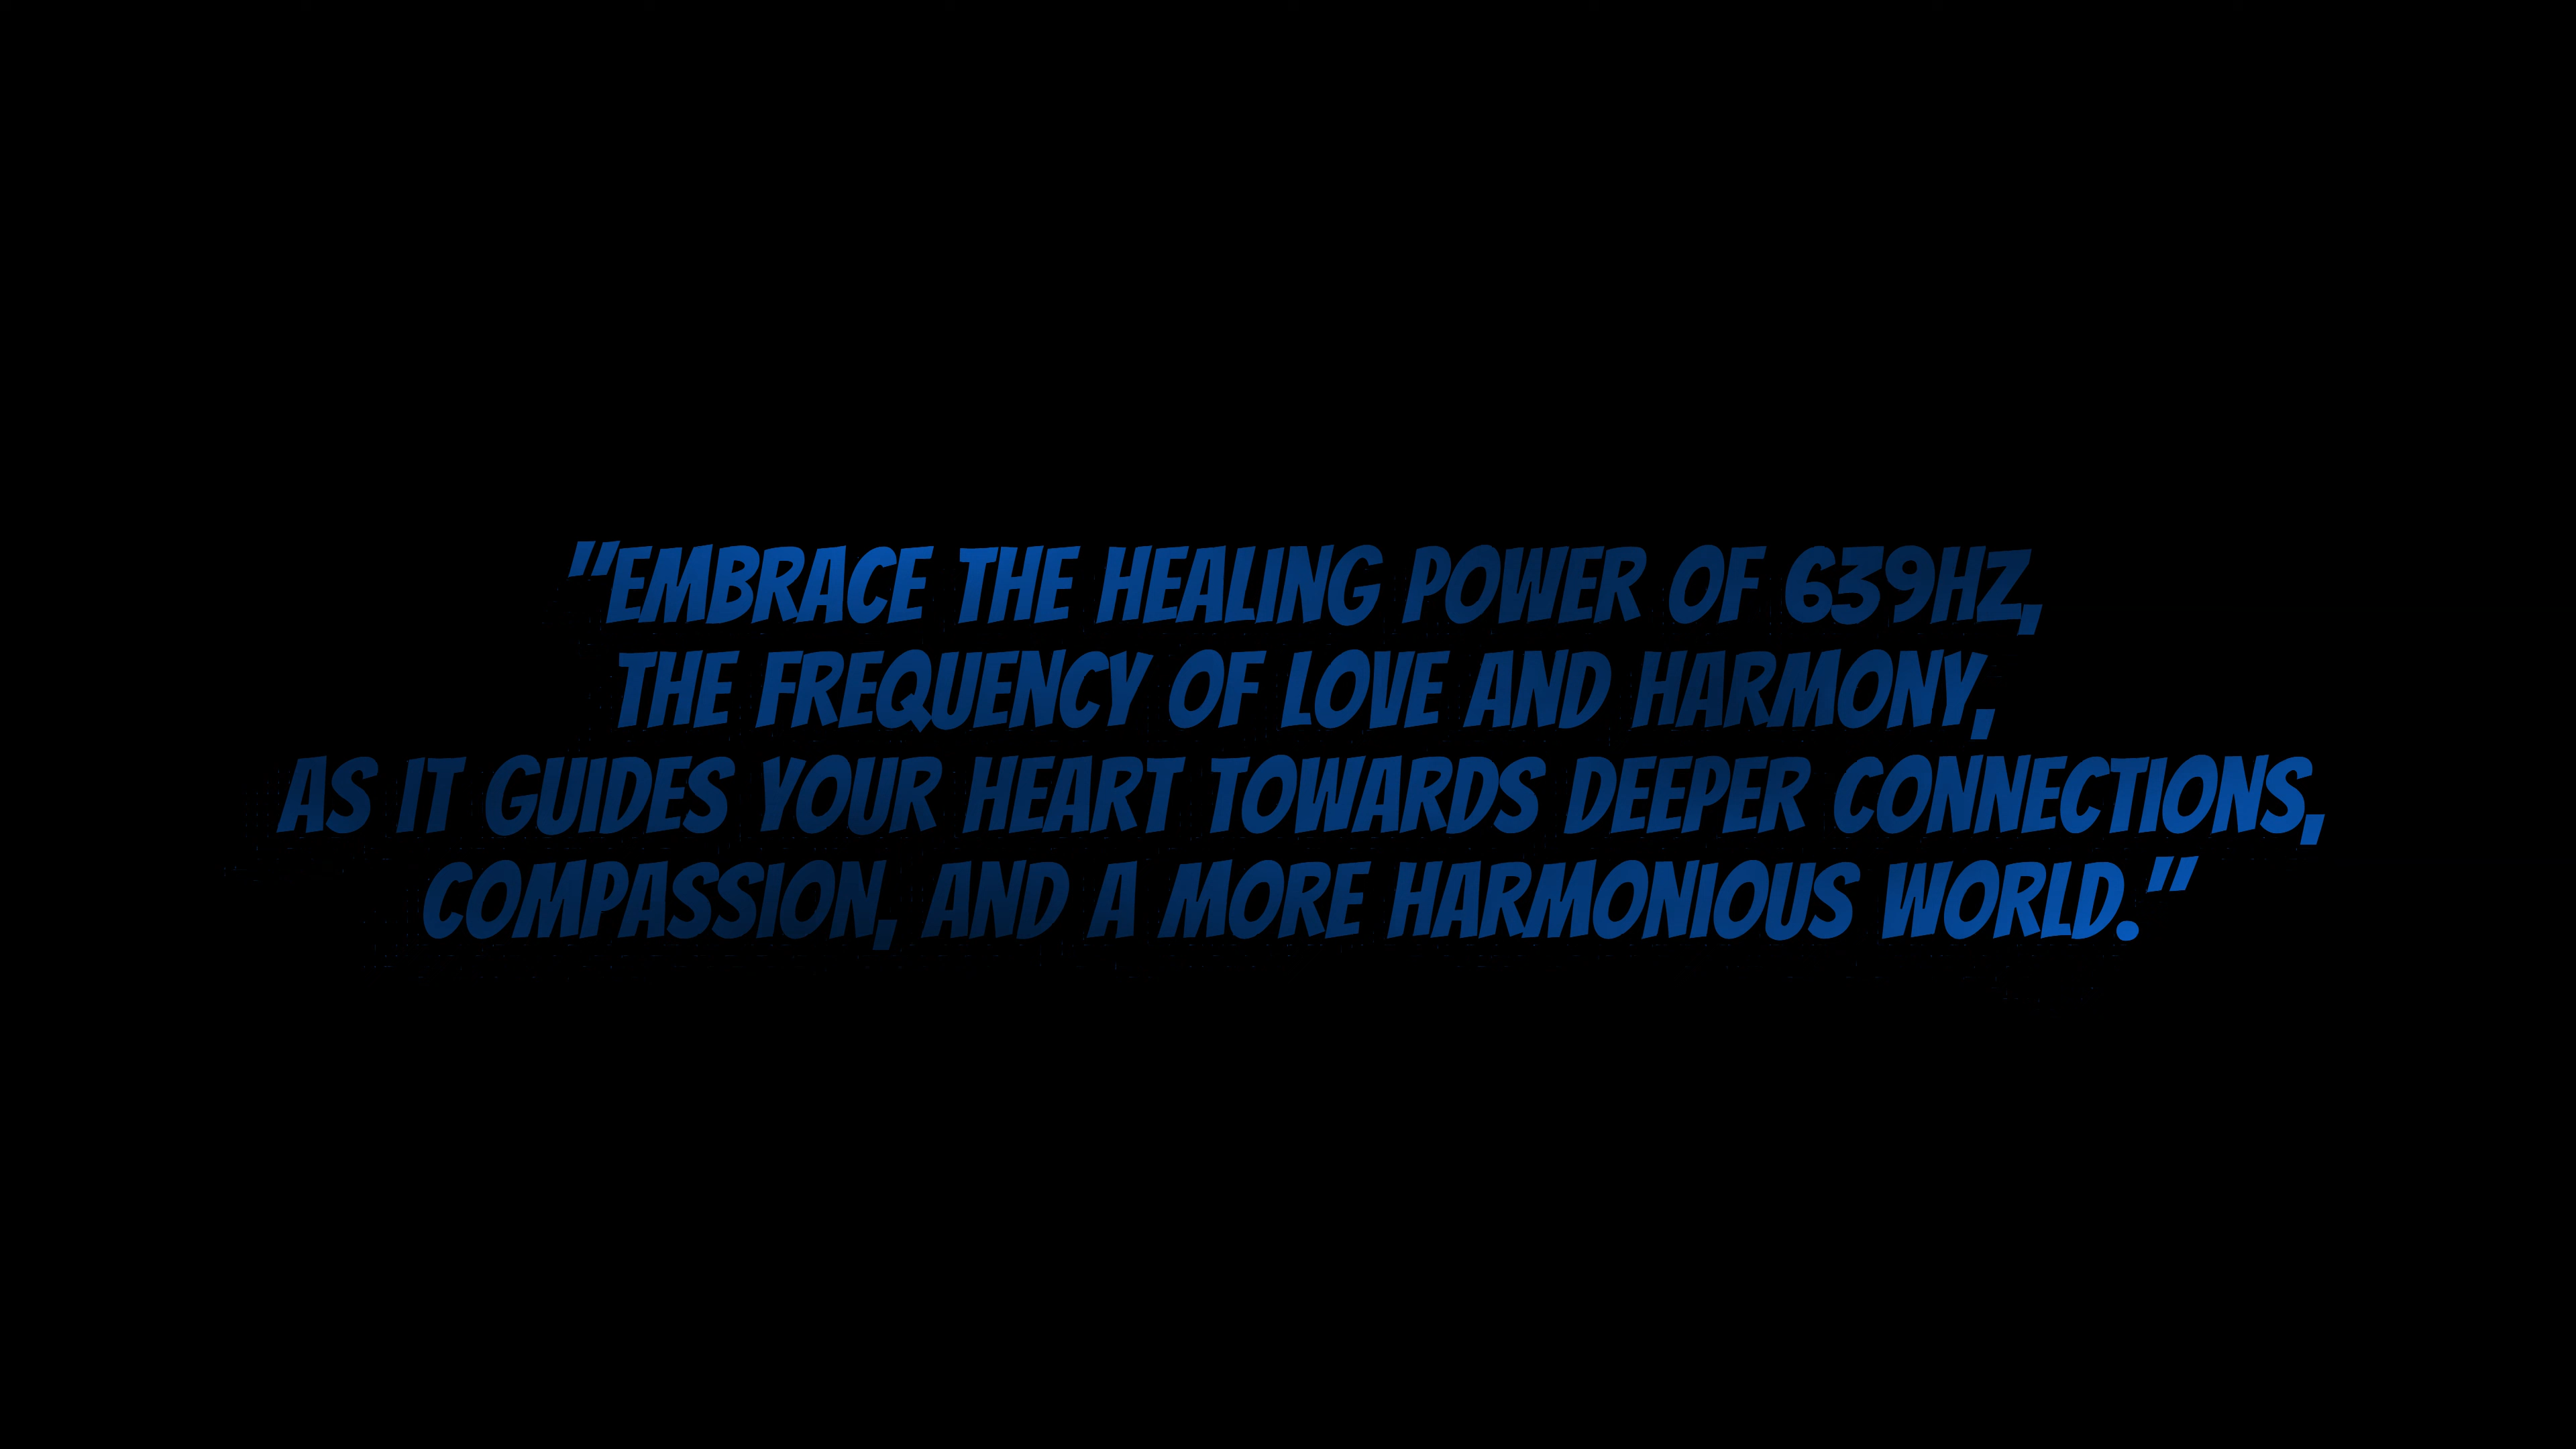 "EMBRACE THE HEALING POWER OF 639HZ,
THE FREQUENCY OF LOVE AND HARMONY,
AS IT GUIDES YOUR HEART TOWARDS DEEPER CONNECTIONS,
COMPASSION, AND A MORE HARMONIOUS WORLD."